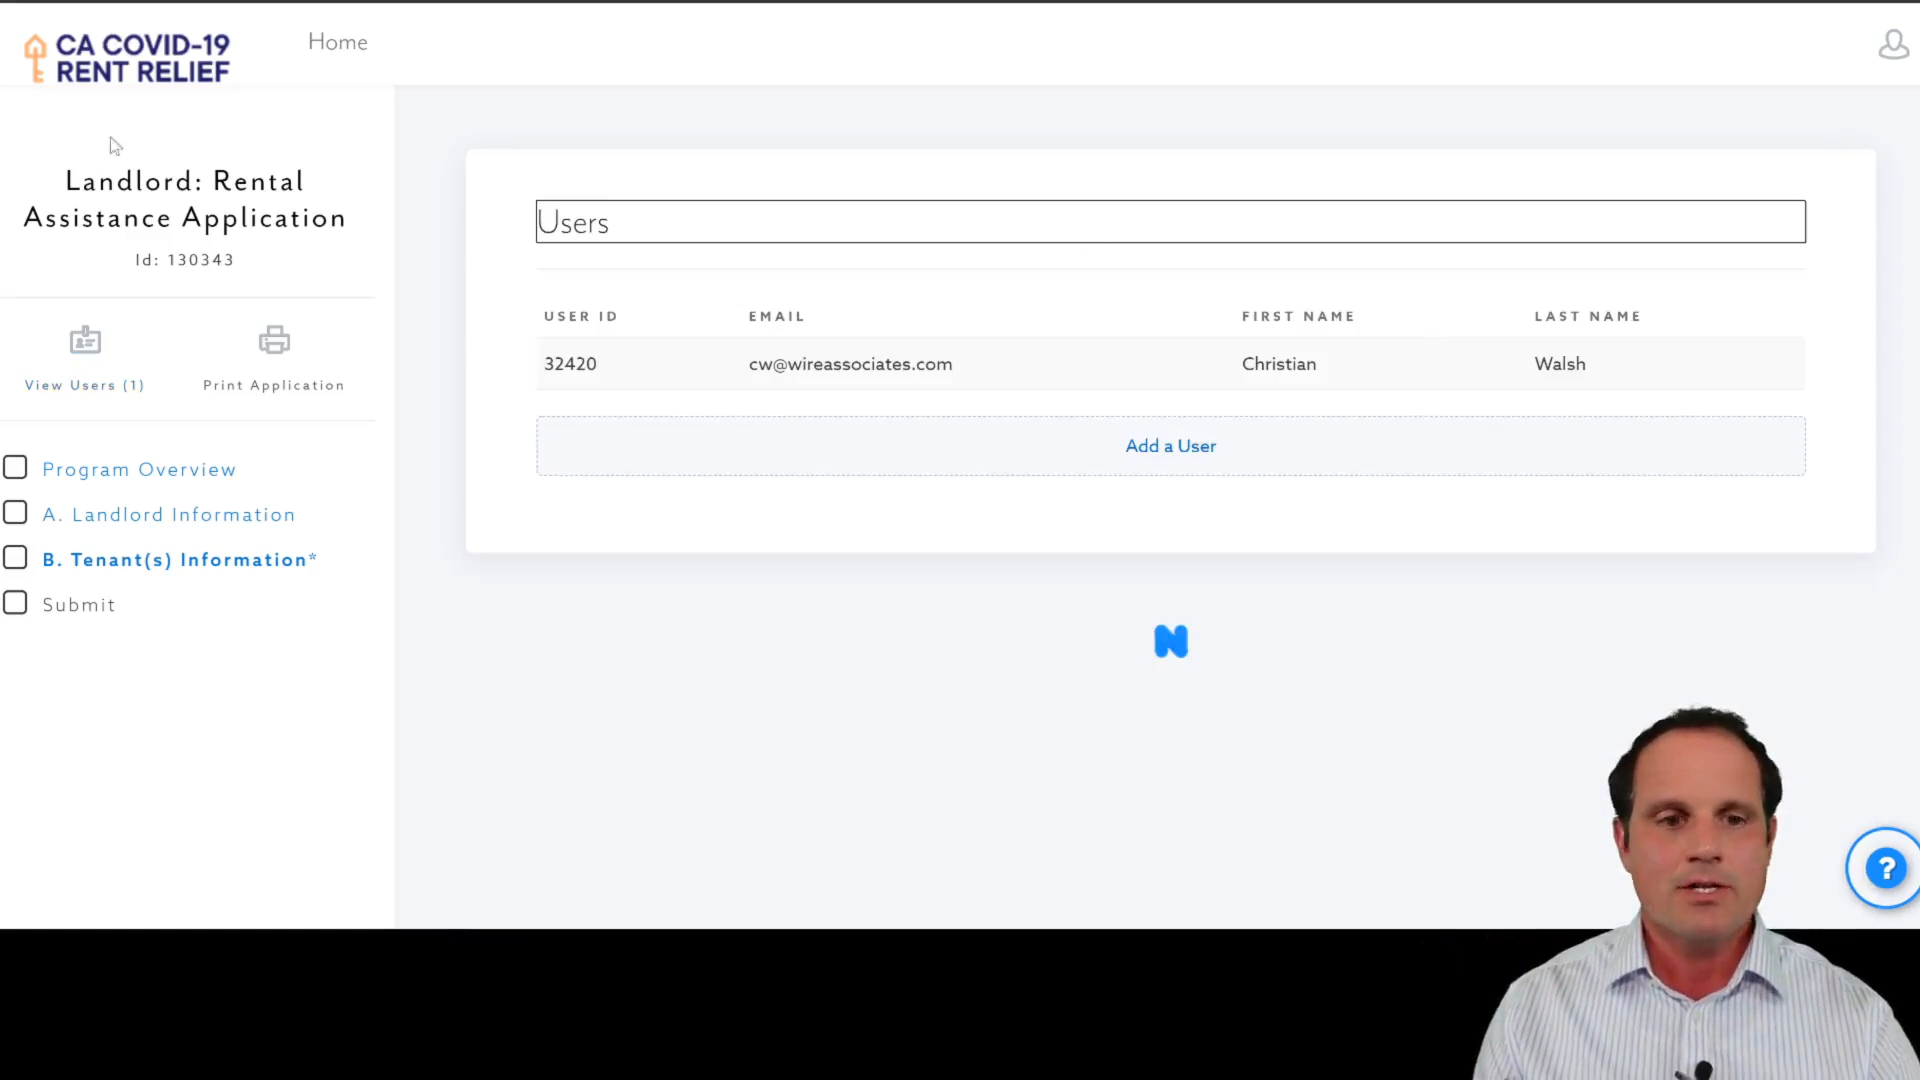 CA COVID-19
RENT RELIEF
Home
Landlord: Rental
Assistance Application
Id: 130343
View Users (1)
Print Application
Program Overview
A. Landlord Information
B. Tenant(s) Information*
Submit
Users
USER ID EMAIL FIRST NAME LAST NAME
32420 cw@wireassociates.com Christian Walsh
Add a User
N
?